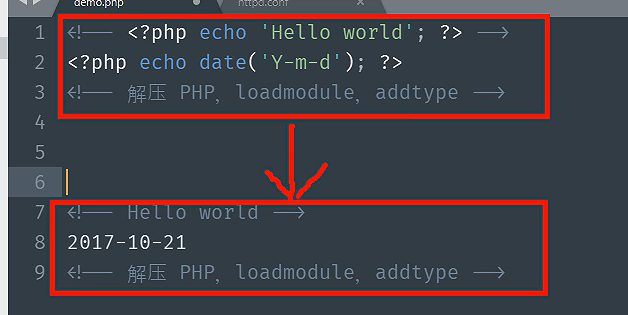 demo.php httpd.conf
1 <!-- <?php echo 'Hello world'; ?> -->
2 <?php echo date('Y-m-d'); ?>
3 <!-- 解压 PHP, loadmodule, addtype -->
4
5
6
7 <!-- Hello world -->
8 2017-10-21
9 <!-- 解压 PHP, loadmodule, addtype -->